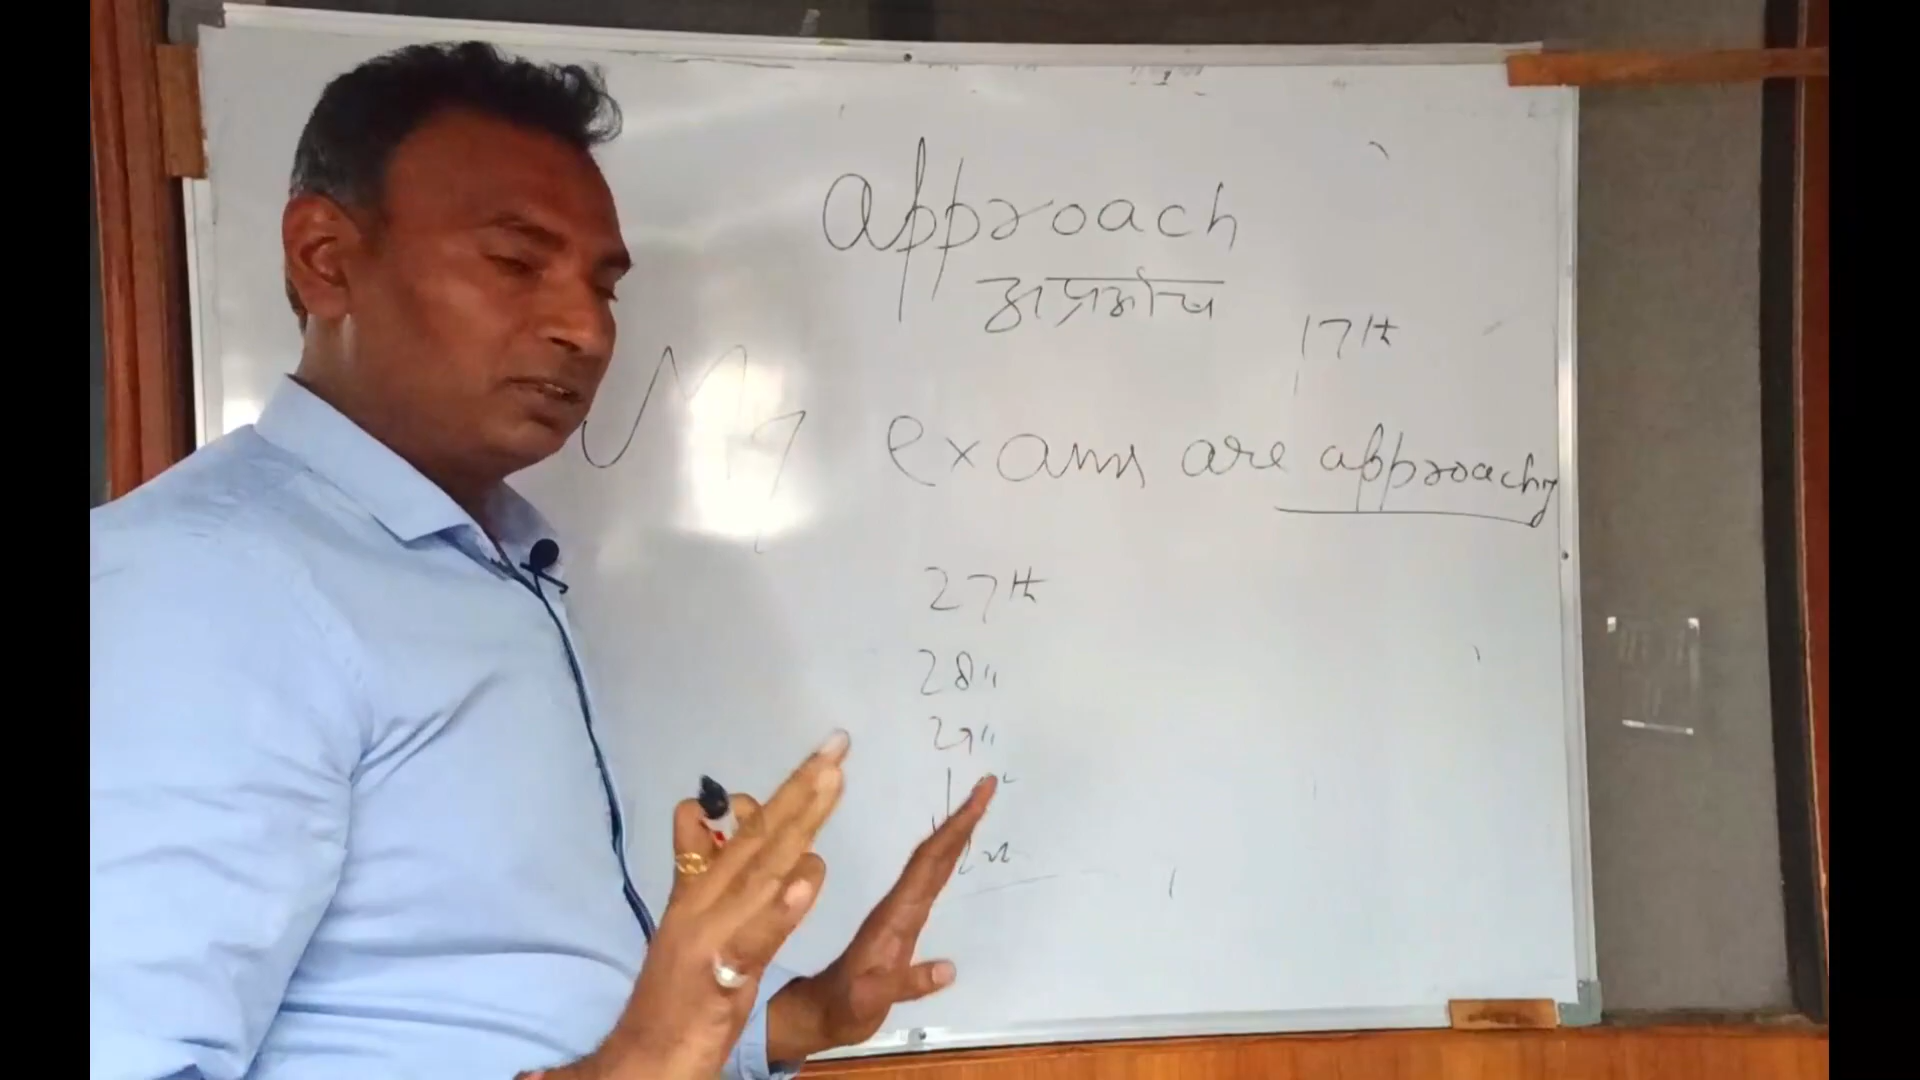 approach
अप्रोच
17th
My exams are approaching
27th
28"
29"